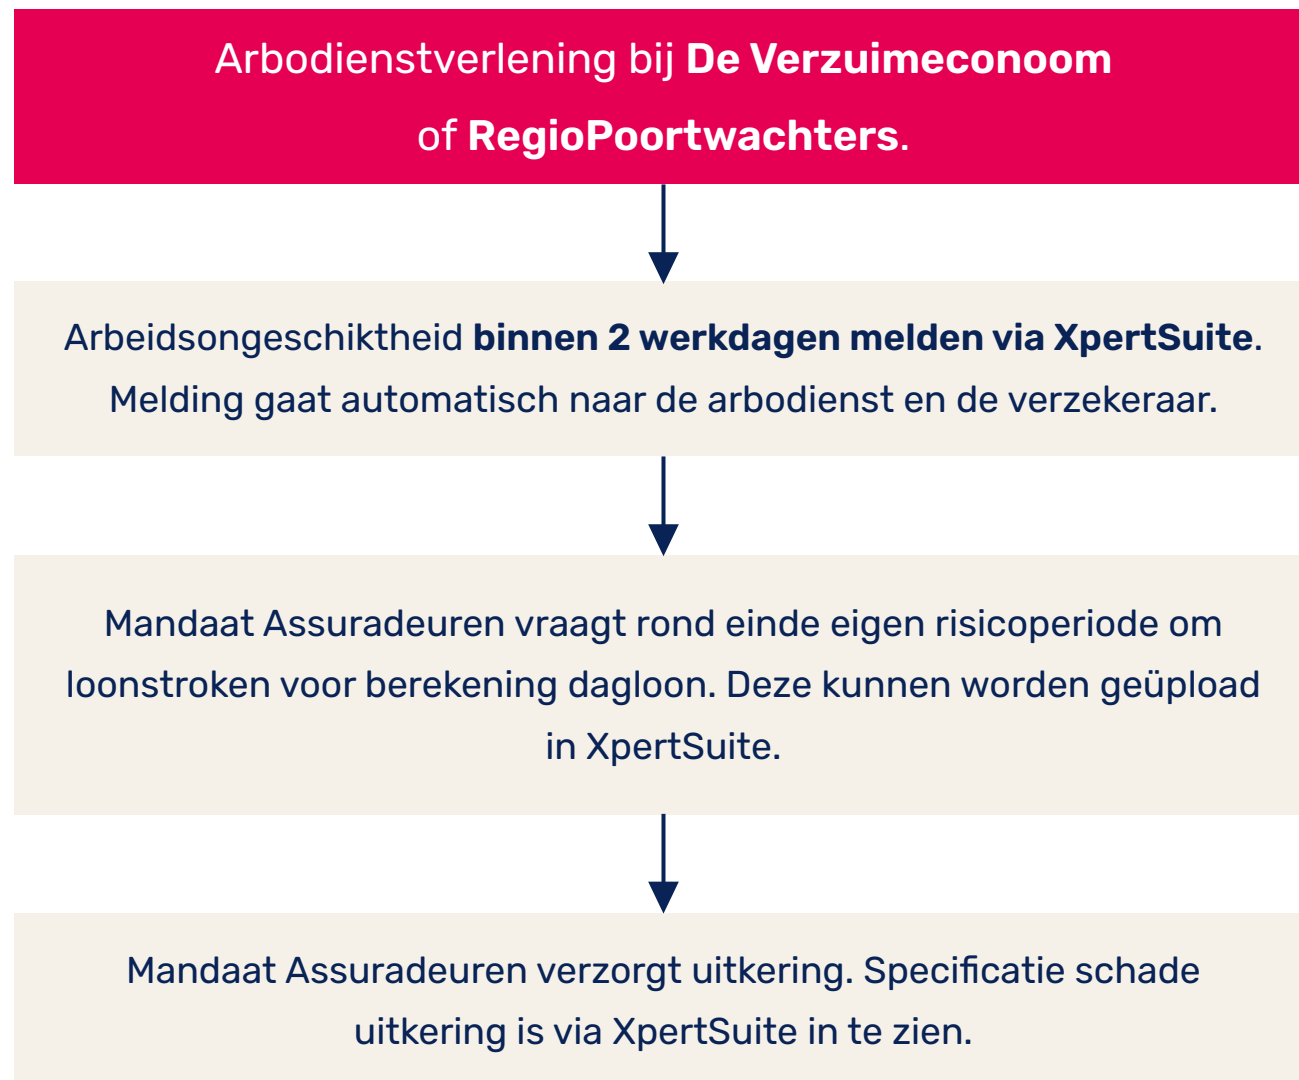 Arbodienstverlening bij De Verzuimeconoom
of RegioPoortwachters.
Arbeidsongeschiktheid binnen 2 werkdagen melden via XpertSuite.
Melding gaat automatisch naar de arbodienst en de verzekeraar.
Mandaat Assuradeuren vraagt rond einde eigen risicoperiode om
loonstroken voor berekening dagloon. Deze kunnen worden geüpload
in XpertSuite.
Mandaat Assuradeuren verzorgt uitkering. Specificatie schade
uitkering is via XpertSuite in te zien.